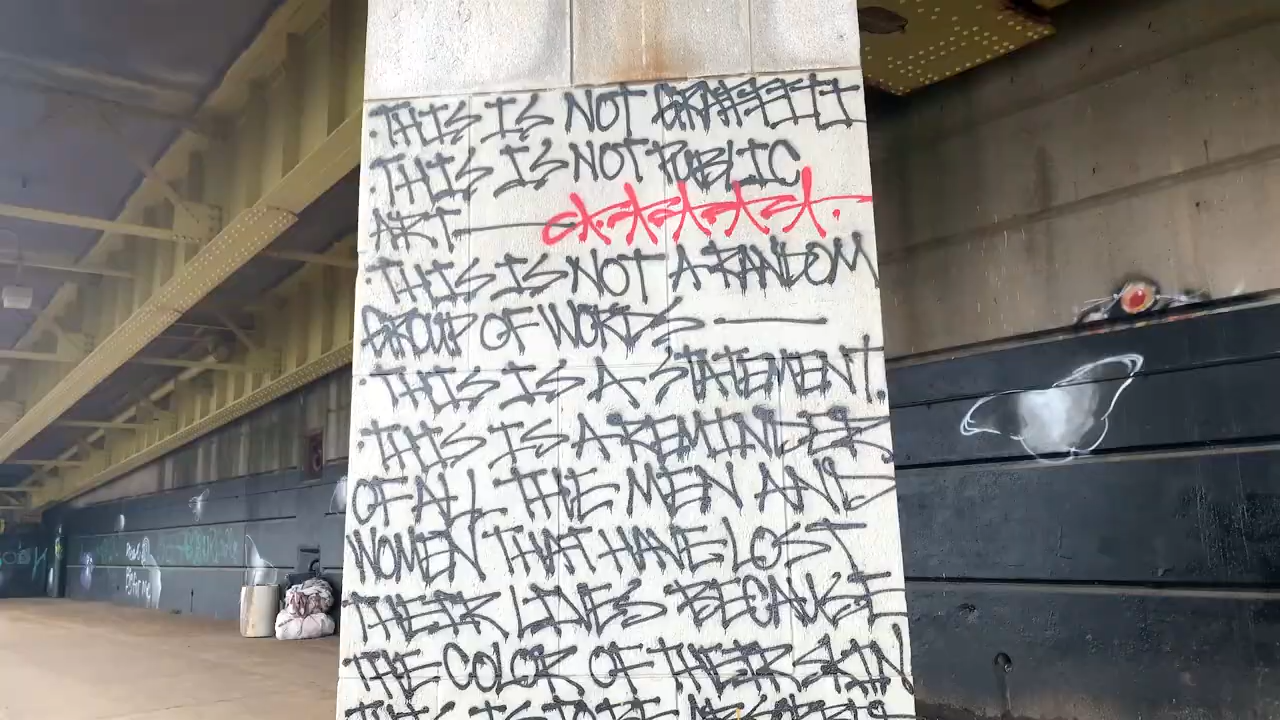 ·THIS IS NOT GRAFFITI
·THIS IS NOT PUBLIC
ART
·THIS IS NOT A RANDOM
GROUP OF WORDS
·THIS IS A STATEMENT.
·THIS IS A REMINDER
OF ALL THE MEN AND
WOMEN THAT HAVE LOST
THEIR LIVES BECAUSE
·THE COLOR OF THEIR SKIN
THIS IS